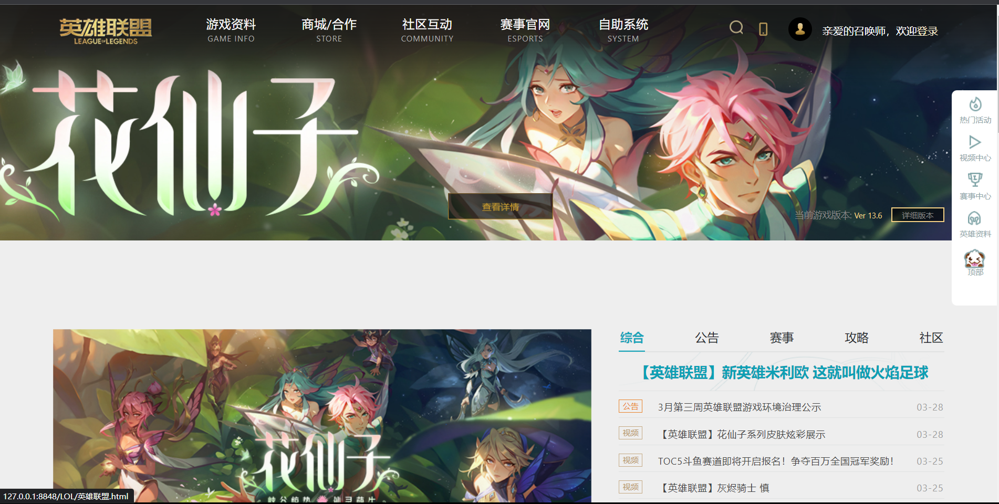 英雄联盟
LEAGUE OF LEGENDS
游戏资料
GAME INFO
商城/合作
STORE
社区互动
COMMUNITY
赛事官网
ESPORTS
自助系统
SYSTEM
亲爱的召唤师，欢迎登录
花仙子
查看详情
当前游戏版本: Ver 13.6
详细版本
热门活动
视频中心
赛事中心
英雄资料
顶部
综合
公告
赛事
攻略
社区
【英雄联盟】新英雄米利欧 这就叫做火焰足球
公告 3月第三周英雄联盟游戏环境治理公示 03-28
视频 【英雄联盟】花仙子系列皮肤炫彩展示 03-28
视频 TOC5斗鱼赛道即将开启报名！争夺百万全国冠军奖励！ 03-25
视频 【英雄联盟】灰烬骑士 慎 03-25
花仙子
127.0.0.1:8848/LOL/英雄联盟.html